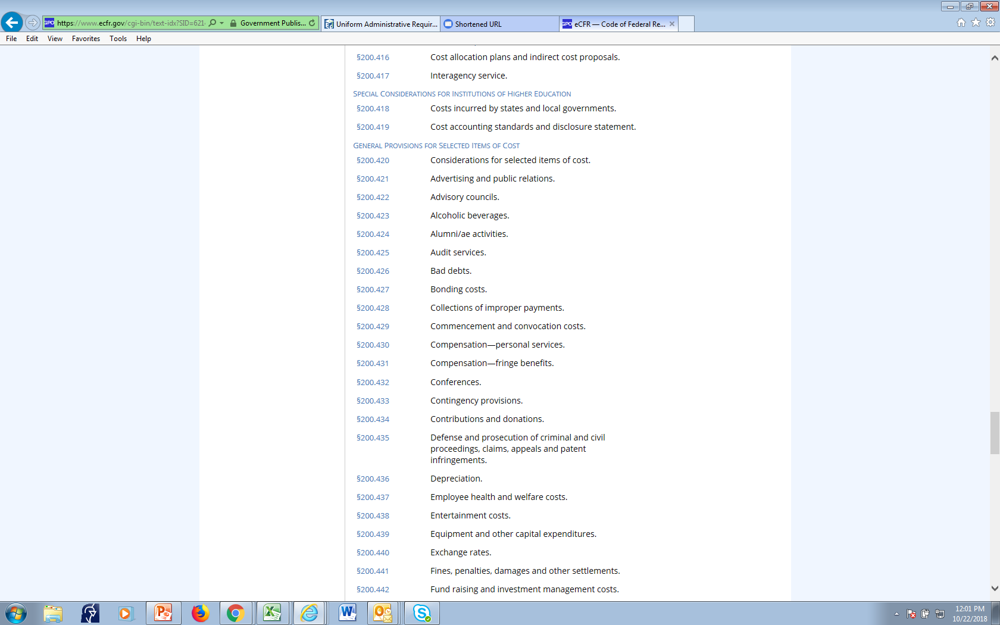 https://www.ecfr.gov/cgi-bin/text-idx?SID=621
Government Publis...
Uniform Administrative Requir...
Shortened URL
GPO eCFR — Code of Federal Re...
File Edit View Favorites Tools Help
§200.416 Cost allocation plans and indirect cost proposals.
§200.417 Interagency service.
SPECIAL CONSIDERATIONS FOR INSTITUTIONS OF HIGHER EDUCATION
§200.418 Costs incurred by states and local governments.
§200.419 Cost accounting standards and disclosure statement.
GENERAL PROVISIONS FOR SELECTED ITEMS OF COST
§200.420 Considerations for selected items of cost.
§200.421 Advertising and public relations.
§200.422 Advisory councils.
§200.423 Alcoholic beverages.
§200.424 Alumni/ae activities.
§200.425 Audit services.
§200.426 Bad debts.
§200.427 Bonding costs.
§200.428 Collections of improper payments.
§200.429 Commencement and convocation costs.
§200.430 Compensation—personal services.
§200.431 Compensation—fringe benefits.
§200.432 Conferences.
§200.433 Contingency provisions.
§200.434 Contributions and donations.
§200.435 Defense and prosecution of criminal and civil
proceedings, claims, appeals and patent
infringements.
§200.436 Depreciation.
§200.437 Employee health and welfare costs.
§200.438 Entertainment costs.
§200.439 Equipment and other capital expenditures.
§200.440 Exchange rates.
§200.441 Fines, penalties, damages and other settlements.
§200.442 Fund raising and investment management costs.
12:01 PM
10/22/2018